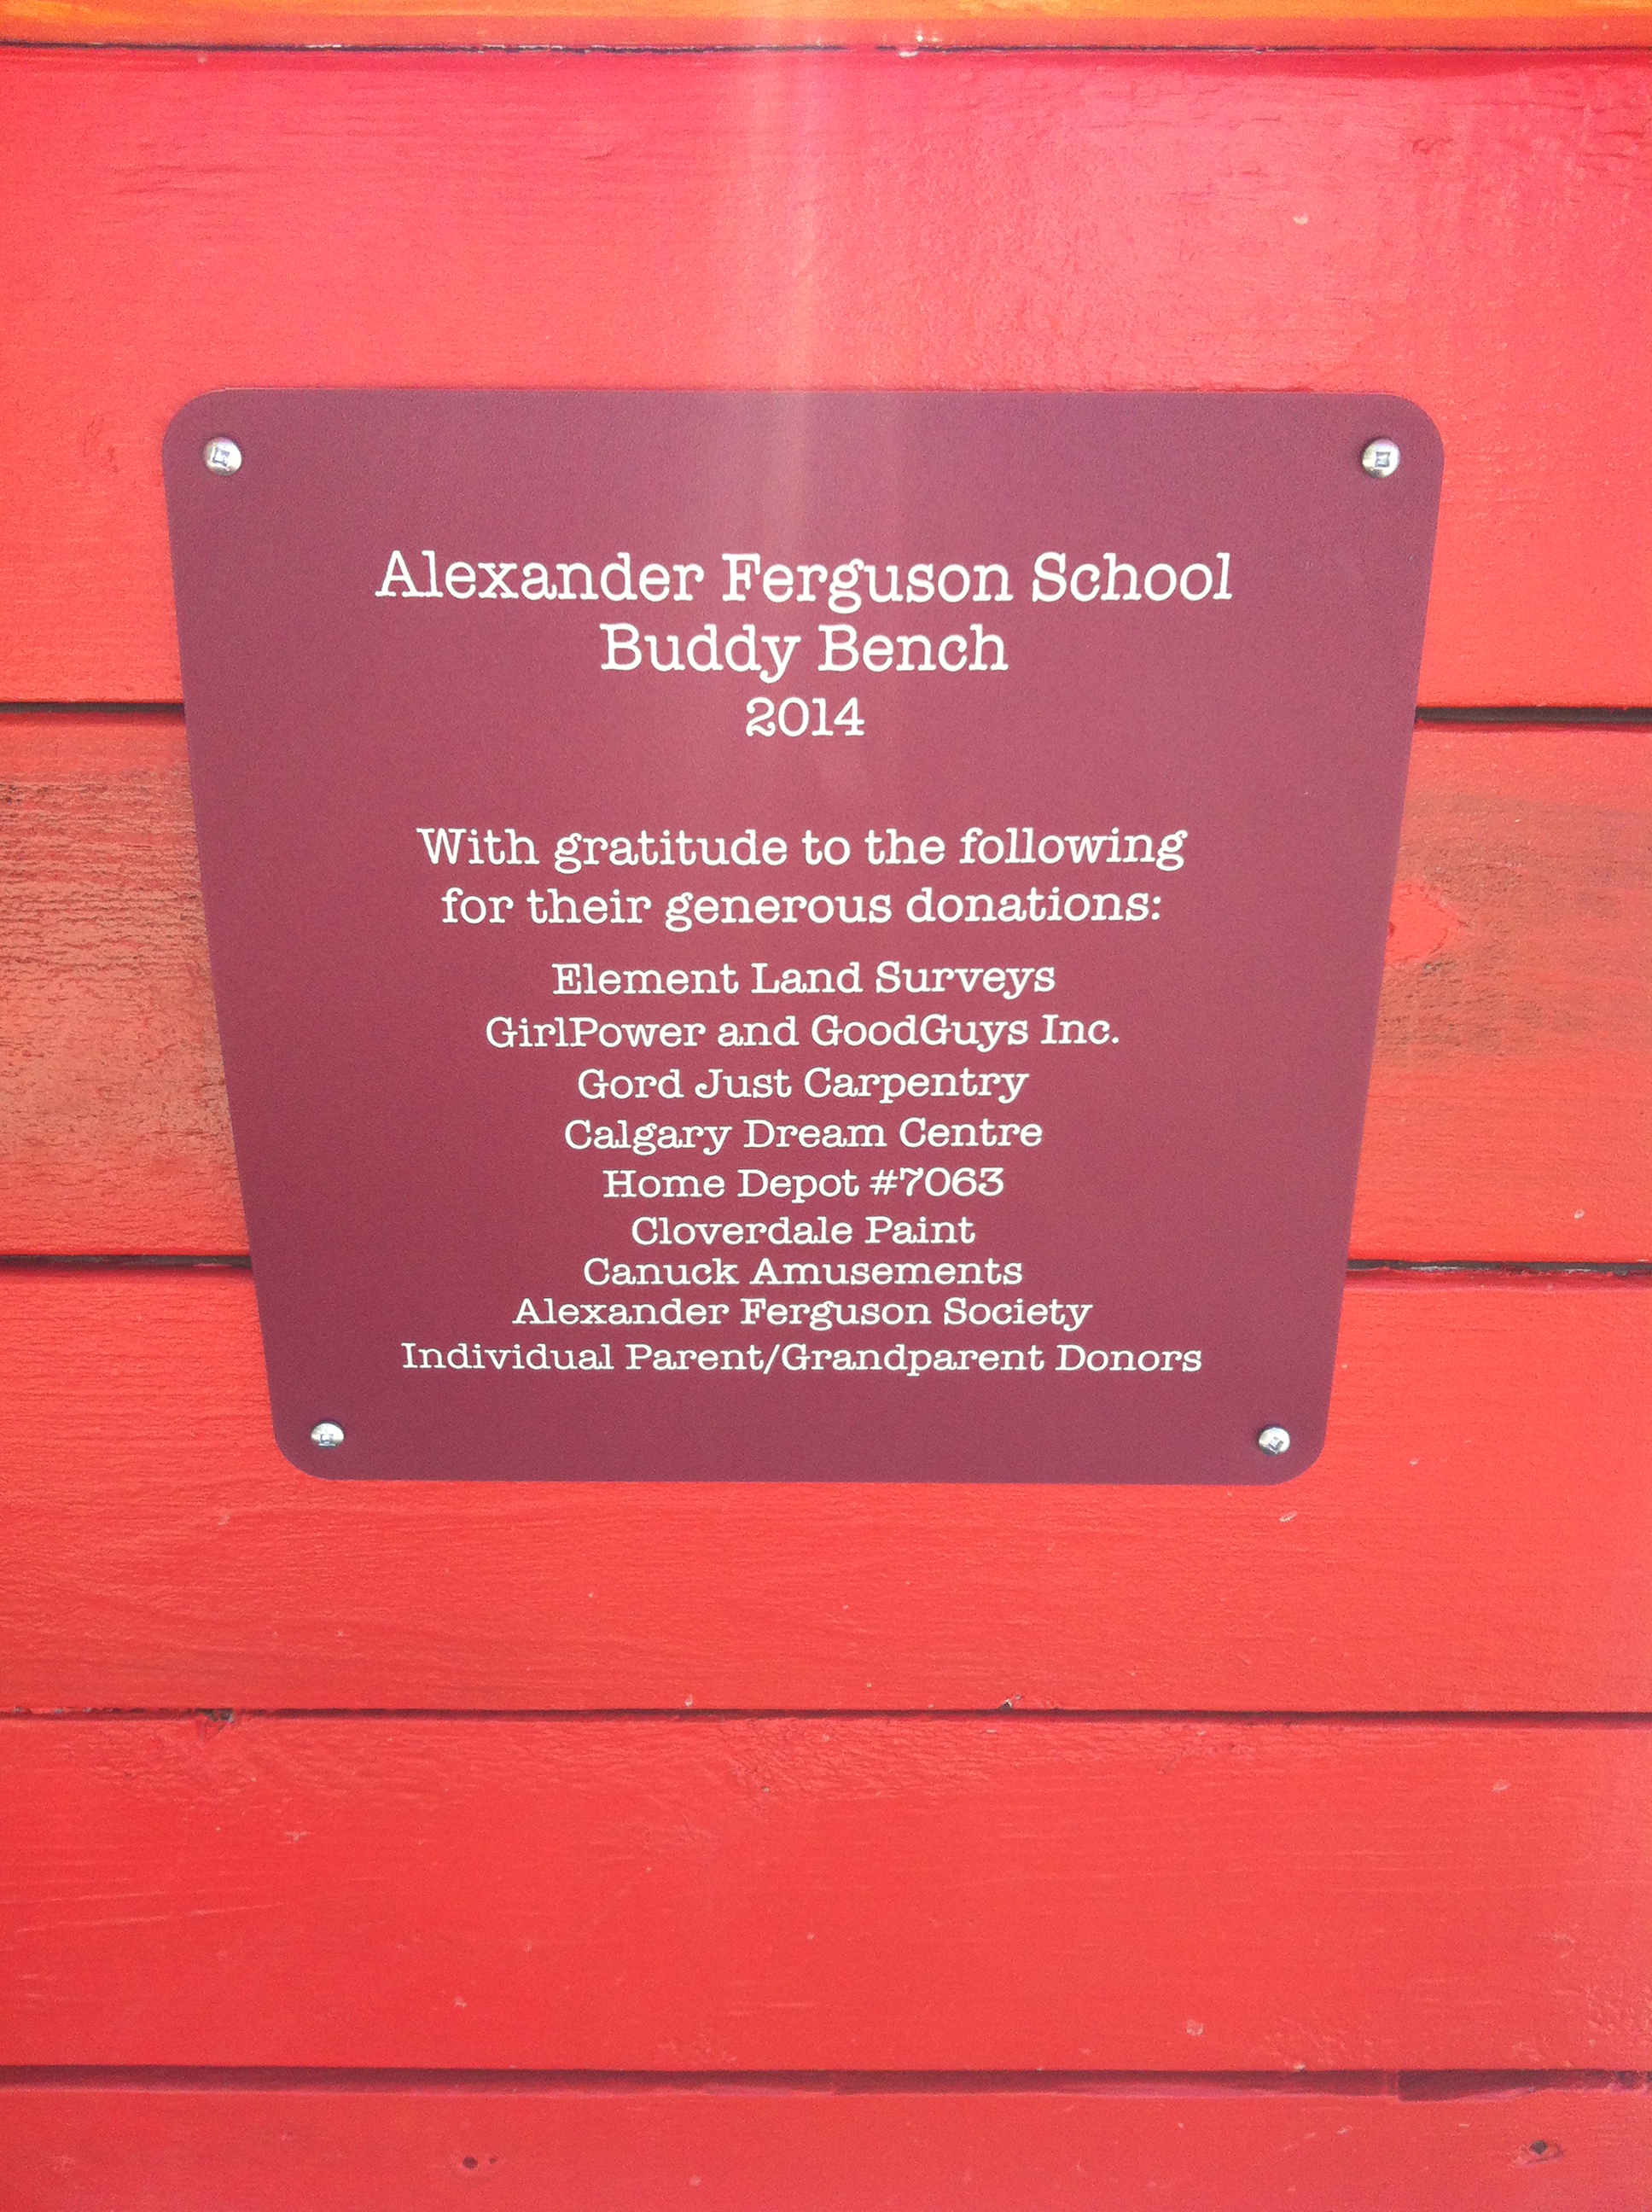 Alexander Ferguson School
Buddy Bench
2014
With gratitude to the following
for their generous donations:
Element Land Surveys
GirlPower and GoodGuys Inc.
Gord Just Carpentry
Calgary Dream Centre
Home Depot #7063
Cloverdale Paint
Canuck Amusements
Alexander Ferguson Society
Individual Parent/Grandparent Donors